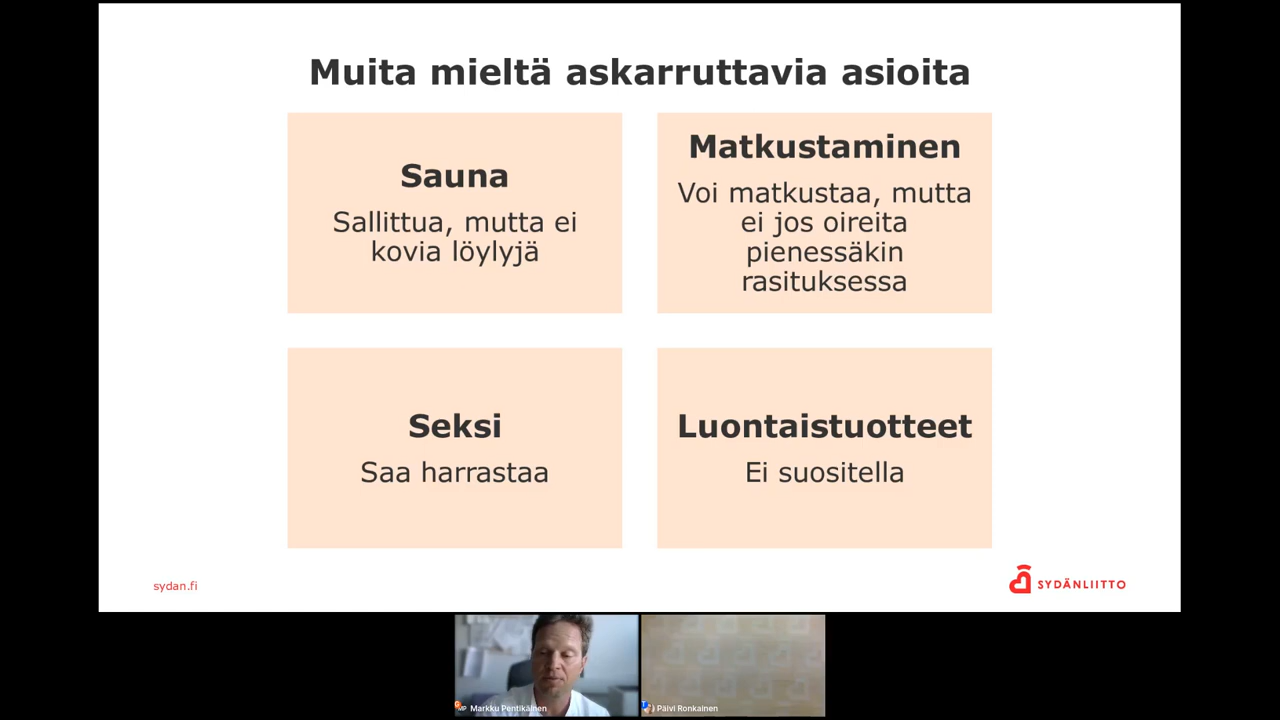 Muita mieltä askarruttavia asioita
Sauna
Sallittua, mutta ei
kovia löylyjä
Matkustaminen
Voi matkustaa, mutta
ei jos oireita
pienessäkin
rasituksessa
Seksi
Saa harrastaa
Luontaistuotteet
Ei suositella
sydan.fi
SYDÄNLIITTO
Markku Pentikäinen
Päivi Ronkainen